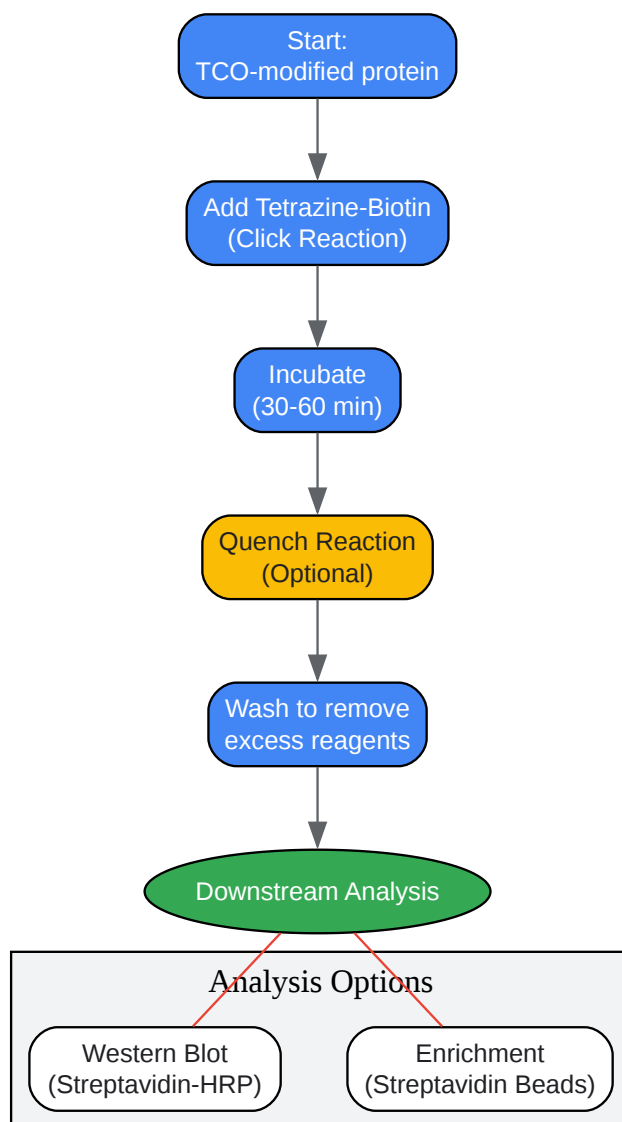 Start:
TCO-modified protein
Add Tetrazine-Biotin
(Click Reaction)
Incubate
(30-60 min)
Quench Reaction
(Optional)
Wash to remove
excess reagents
Downstream Analysis
Analysis Options
Western Blot
(Streptavidin-HRP)
Enrichment
(Streptavidin Beads)